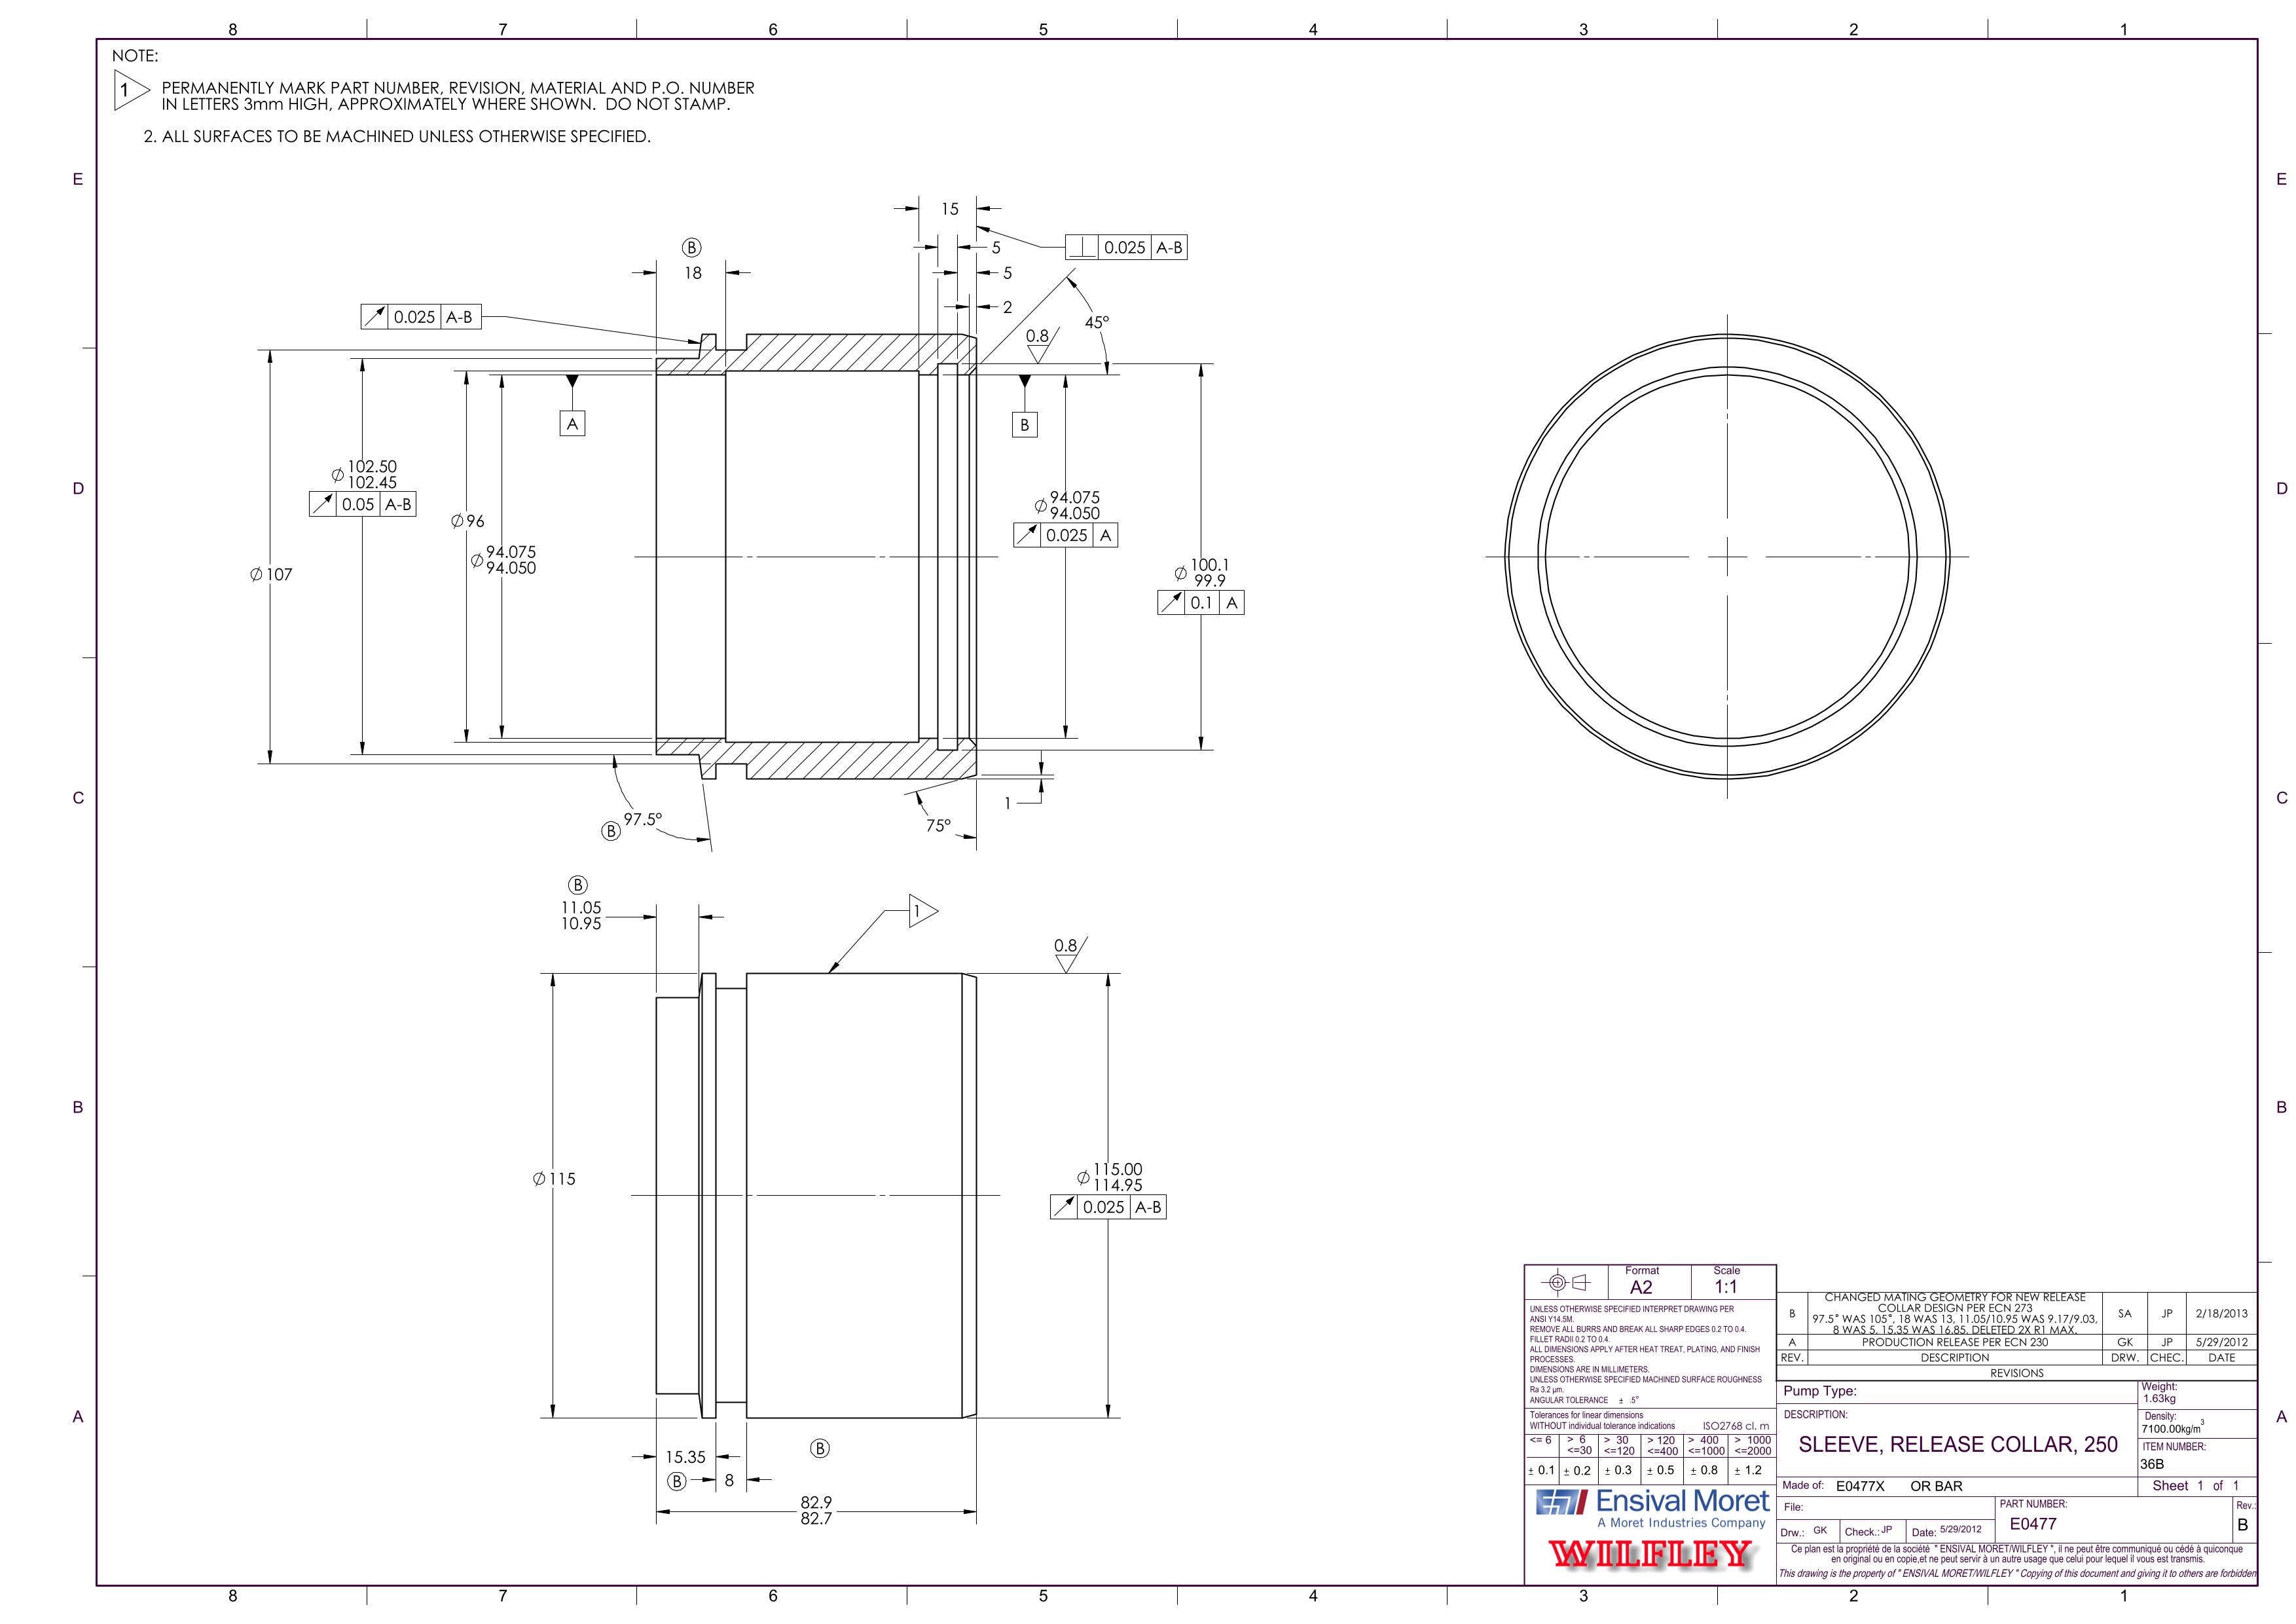 8 7 6 5 4 3 2 1
NOTE:
1 PERMANENTLY MARK PART NUMBER, REVISION, MATERIAL AND P.O. NUMBER
IN LETTERS 3mm HIGH, APPROXIMATELY WHERE SHOWN. DO NOT STAMP.
2. ALL SURFACES TO BE MACHINED UNLESS OTHERWISE SPECIFIED.
E E
15
B
18
5
⊥ 0.025 A-B
5
2
0.025 A-B
45°
0.8
A
B
D D
Ø 102.50
102.45
0.05 A-B
Ø96
Ø 94.075
94.050
Ø107
Ø 94.075
94.050
0.025 A
Ø 100.1
99.9
0.1 A
C C
1
B 97.5°
75°
B
11.05
10.95
1
0.8
B B
Ø115
Ø 115.00
114.95
0.025 A-B
A A
15.35
B
B 8
82.9
82.7
Format
A2
Scale
1:1
UNLESS OTHERWISE SPECIFIED INTERPRET DRAWING PER
ANSI Y14.5M.
REMOVE ALL BURRS AND BREAK ALL SHARP EDGES 0.2 TO 0.4.
FILLET RADII 0.2 TO 0.4.
ALL DIMENSIONS APPLY AFTER HEAT TREAT, PLATING, AND FINISH
PROCESSES.
DIMENSIONS ARE IN MILLIMETERS.
UNLESS OTHERWISE SPECIFIED MACHINED SURFACE ROUGHNESS
Ra 3.2 µm.
ANGULAR TOLERANCE ± .5°
Tolerances for linear dimensions
WITHOUT individual tolerance indications ISO2768 cl. m
<= 6 > 6 > 30 > 120 > 400 > 1000
<=30 <=120 <=400 <=1000 <=2000
± 0.1 ± 0.2 ± 0.3 ± 0.5 ± 0.8 ± 1.2
Ensival Moret
A Moret Industries Company
WILFLEY
B CHANGED MATING GEOMETRY FOR NEW RELEASE
COLLAR DESIGN PER ECN 273
97.5° WAS 105°, 18 WAS 13, 11.05/10.95 WAS 9.17/9.03,
8 WAS 5, 15.35 WAS 16.85. DELETED 2X R1 MAX.
SA JP 2/18/2013
A PRODUCTION RELEASE PER ECN 230 GK JP 5/29/2012
REV. DESCRIPTION DRW. CHEC. DATE
REVISIONS
Pump Type:
Weight:
1.63kg
DESCRIPTION:
SLEEVE, RELEASE COLLAR, 250
Density:
7100.00kg/m3
ITEM NUMBER:
36B
Made of: E0477X OR BAR
Sheet 1 of 1
File:
PART NUMBER:
E0477
Rev.:
B
Drw.: GK Check.: JP Date: 5/29/2012
Ce plan est la propriété de la société " ENSIVAL MORET/WILFLEY ", il ne peut être communiqué ou cédé à quiconque
en original ou en copie,et ne peut servir à un autre usage que celui pour lequel il vous est transmis.
This drawing is the property of " ENSIVAL MORET/WILFLEY " Copying of this document and giving it to others are forbidden
8 7 6 5 4 3 2 1